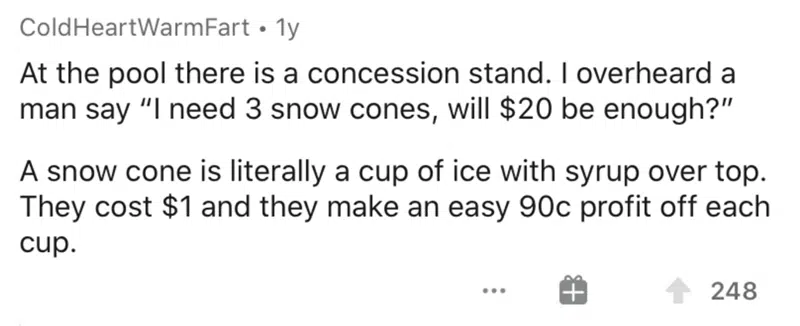 ColdHeartWarmFart • 1y
At the pool there is a concession stand. I overheard a
man say “I need 3 snow cones, will $20 be enough?”
A snow cone is literally a cup of ice with syrup over top.
They cost $1 and they make an easy 90c profit off each
cup.
... 248